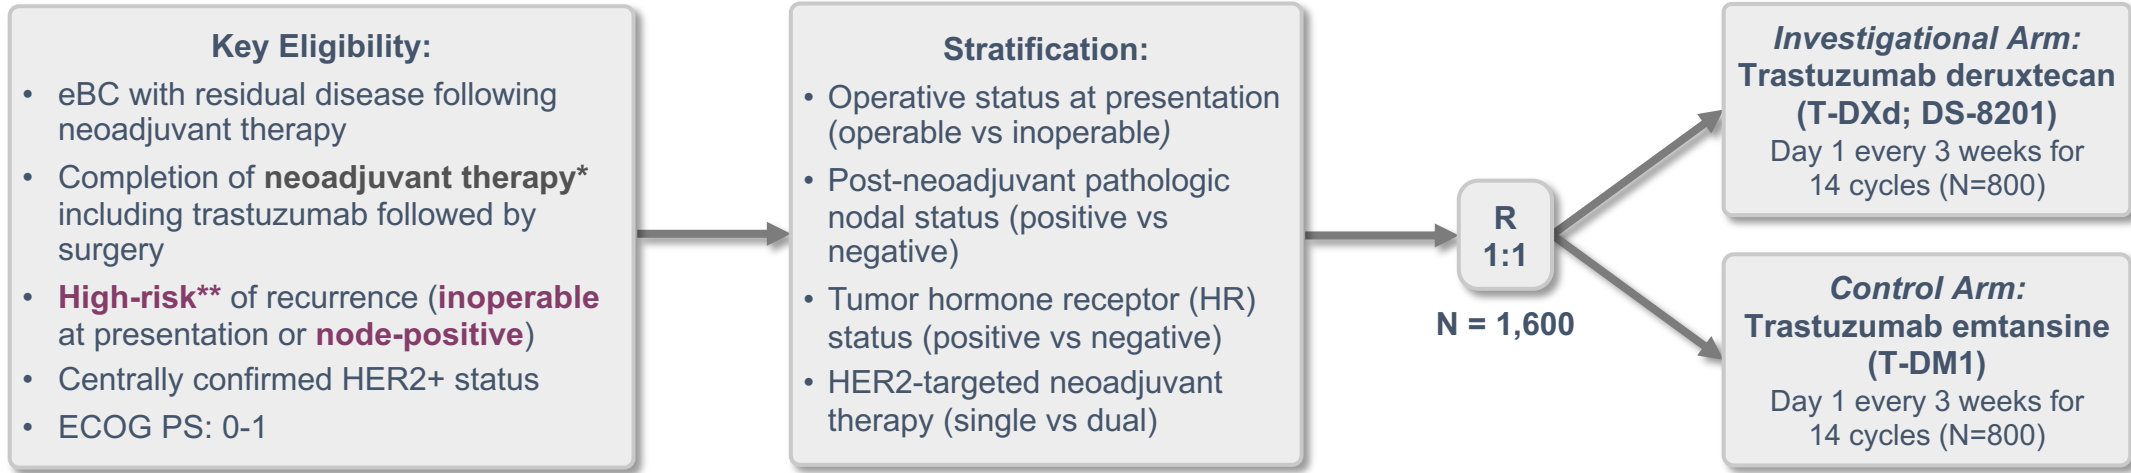 Key Eligibility:
• eBC with residual disease following
neoadjuvant therapy
• Completion of neoadjuvant therapy*
including trastuzumab followed by
surgery
• High-risk** of recurrence (inoperable
at presentation or node-positive)
• Centrally confirmed HER2+ status
• ECOG PS: 0-1
Stratification:
• Operative status at presentation
(operable vs inoperable)
• Post-neoadjuvant pathologic
nodal status (positive vs
negative)
• Tumor hormone receptor (HR)
status (positive vs negative)
• HER2-targeted neoadjuvant
therapy (single vs dual)
R
1:1
N = 1,600
Investigational Arm:
Trastuzumab deruxtecan
(T-DXd; DS-8201)
Day 1 every 3 weeks for
14 cycles (N=800)
Control Arm:
Trastuzumab emtansine
(T-DM1)
Day 1 every 3 weeks for
14 cycles (N=800)